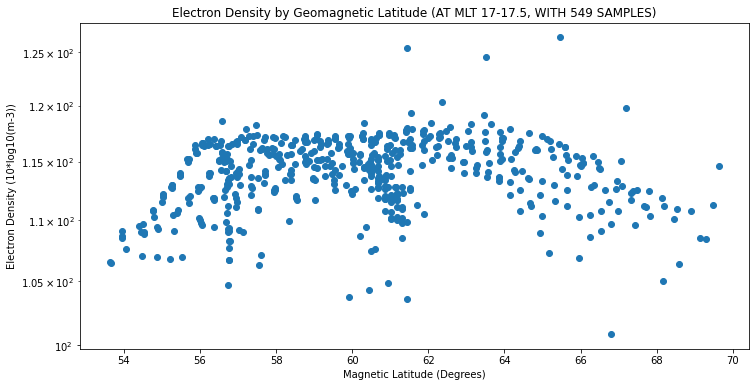 Electron Density by Geomagnetic Latitude (AT MLT 17-17.5, WITH 549 SAMPLES)
1.25 × 10²
1.2 × 10²
1.15 × 10²
1.1 × 10²
1.05 × 10²
10²
Electron Density (10*log10(m-3))
54 56 58 60 62 64 66 68 70
Magnetic Latitude (Degrees)